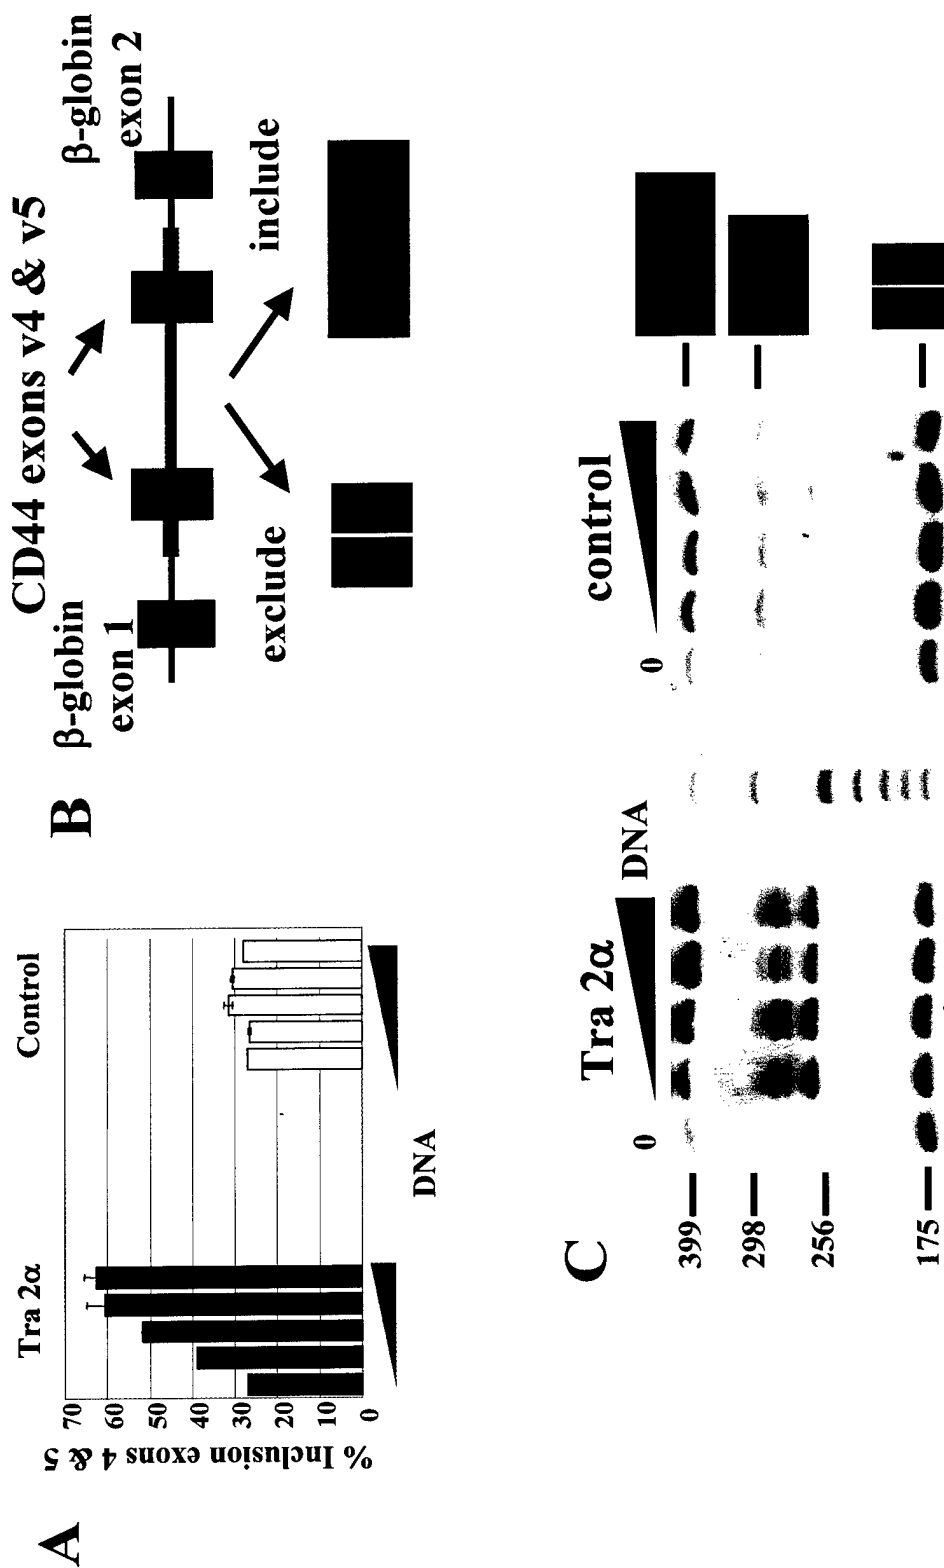 A
Tra 2α
Control
% Inclusion exons 4 & 5
70
60
50
40
30
20
10
0
DNA
B
CD44 exons v4 & v5
β-globin
exon 1
β-globin
exon 2
exclude
include
C
Tra 2α
DNA
control
0
0
399
298
256
175